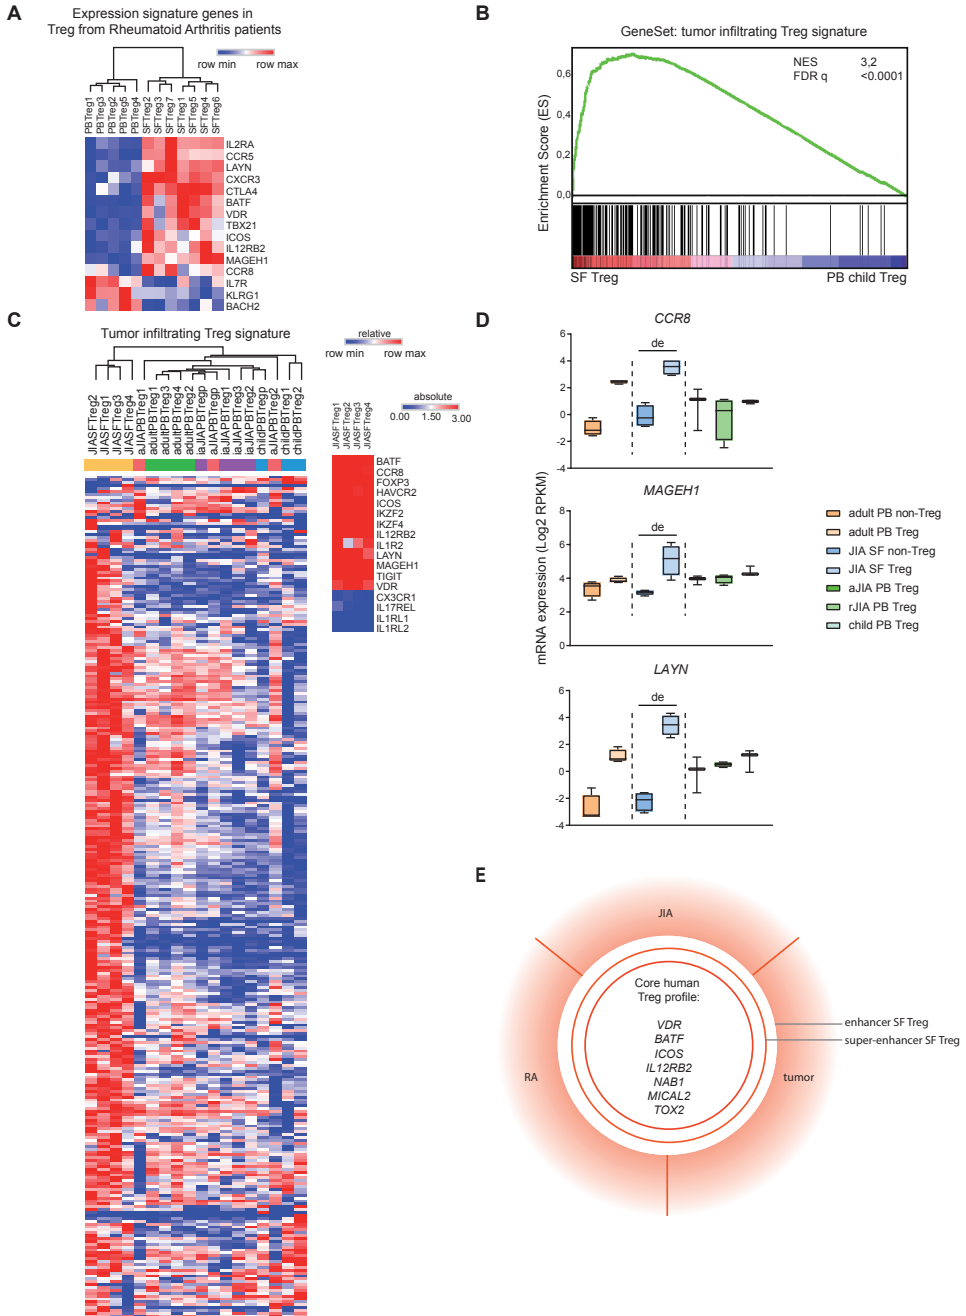 A
Expression signature genes in
Treg from Rheumatoid Arthritis patients
row min row max
PBTreg1
PBTreg3
PBTreg2
PBTreg5
PBTreg4
SFTreg2
SFTreg3
SFTreg7
SFTreg1
SFTreg5
SFTreg4
SFTreg6
IL2RA
CCR5
LAYN
CXCR3
CTLA4
BATF
VDR
TBX21
ICOS
IL12RB2
MAGEH1
CCR8
IL7R
KLRG1
BACH2
B
GeneSet: tumor infiltrating Treg signature
NES 3,2
FDR q <0.0001
Enrichment Score (ES)
0,6
0,4
0,2
0,0
SF Treg PB child Treg
C
Tumor infiltrating Treg signature
relative
row min row max
JIASFTreg2
JIASFTreg1
JIASFTreg3
JIASFTreg4
aJIAPBTreg1
adultPBTreg1
adultPBTreg3
adultPBTreg4
adultPBTreg2
iaJIAPBTregp
aJIAPBTregp
iaJIAPBTreg1
iaJIAPBTreg3
iaJIAPBTreg2
childPBTregp
aJIAPBTreg2
childPBTreg1
childPBTreg2
absolute
0.00 1.50 3.00
JIASFTreg1
JIASFTreg2
JIASFTreg3
JIASFTreg4
BATF
CCR8
FOXP3
HAVCR2
ICOS
IKZF2
IKZF4
IL12RB2
IL1R2
LAYN
MAGEH1
TIGIT
VDR
CX3CR1
IL17REL
IL1RL1
IL1RL2
D
mRNA expression (Log2 RPKM)
CCR8
de
6
4
2
0
-2
-4
MAGEH1
de
8
6
4
2
0
LAYN
de
6
4
2
0
-2
-4
adult PB non-Treg
adult PB Treg
JIA SF non-Treg
JIA SF Treg
aJIA PB Treg
rJIA PB Treg
child PB Treg
E
JIA
RA
tumor
Core human
Treg profile:
VDR
BATF
ICOS
IL12RB2
NAB1
MICAL2
TOX2
enhancer SF Treg
super-enhancer SF Treg